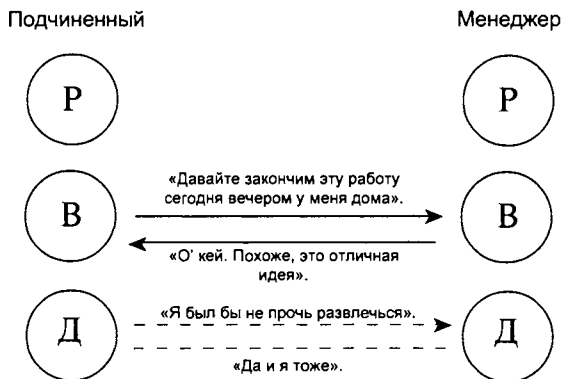 Подчиненный
Менеджер
Р
Р
«Давайте закончим эту работу
сегодня вечером у меня дома».
В
В
«О' кей. Похоже, это отличная
идея».
«Я был бы не прочь развлечься».
Д
Д
«Да и я тоже».